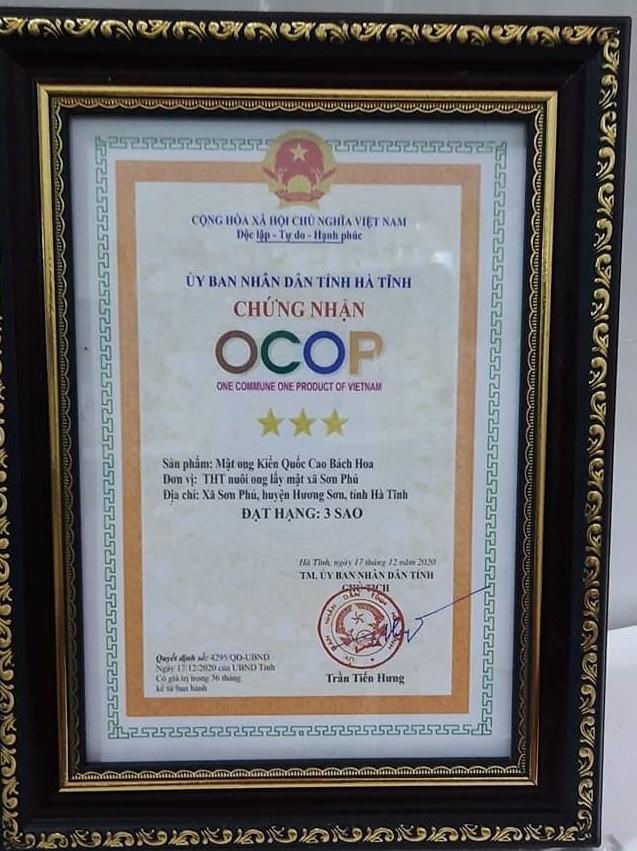 CỘNG HÒA XÃ HỘI CHỦ NGHĨA VIỆT NAM
Độc lập - Tự do - Hạnh phúc
ỦY BAN NHÂN DÂN TỈNH HÀ TĨNH
CHỨNG NHẬN
OCOP
ONE COMMUNE ONE PRODUCT OF VIETNAM
Sản phẩm: Mật ong Kiến Quốc Cao Bách Hoa
Đơn vị: THT nuôi ong lấy mật xã Sơn Phú
Địa chỉ: Xã Sơn Phú, huyện Hương Sơn, tỉnh Hà Tĩnh
ĐẠT HẠNG: 3 SAO
Hà Tĩnh, ngày 17 tháng 12 năm 2020
TM. ỦY BAN NHÂN DÂN TỈNH
CHỦ TỊCH
Quyết định số: 4295/QĐ-UBND
Ngày 17/12/2020 của UBND Tỉnh
Có giá trị trong 36 tháng
kể từ ban hành
Trần Tiến Hưng